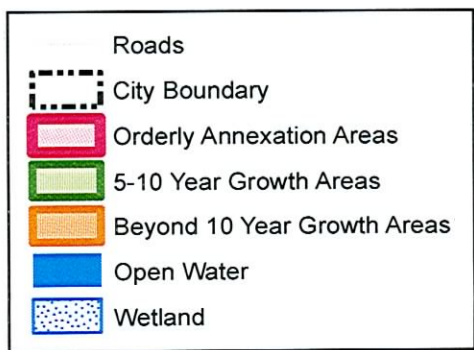 Roads
City Boundary
Orderly Annexation Areas
5-10 Year Growth Areas
Beyond 10 Year Growth Areas
Open Water
Wetland